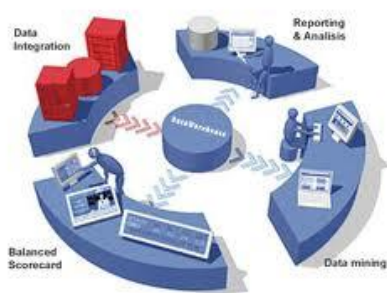 Data
Integration
Reporting
& Analisis
DataWarehouse
Balanced
Scorecard
Data mining